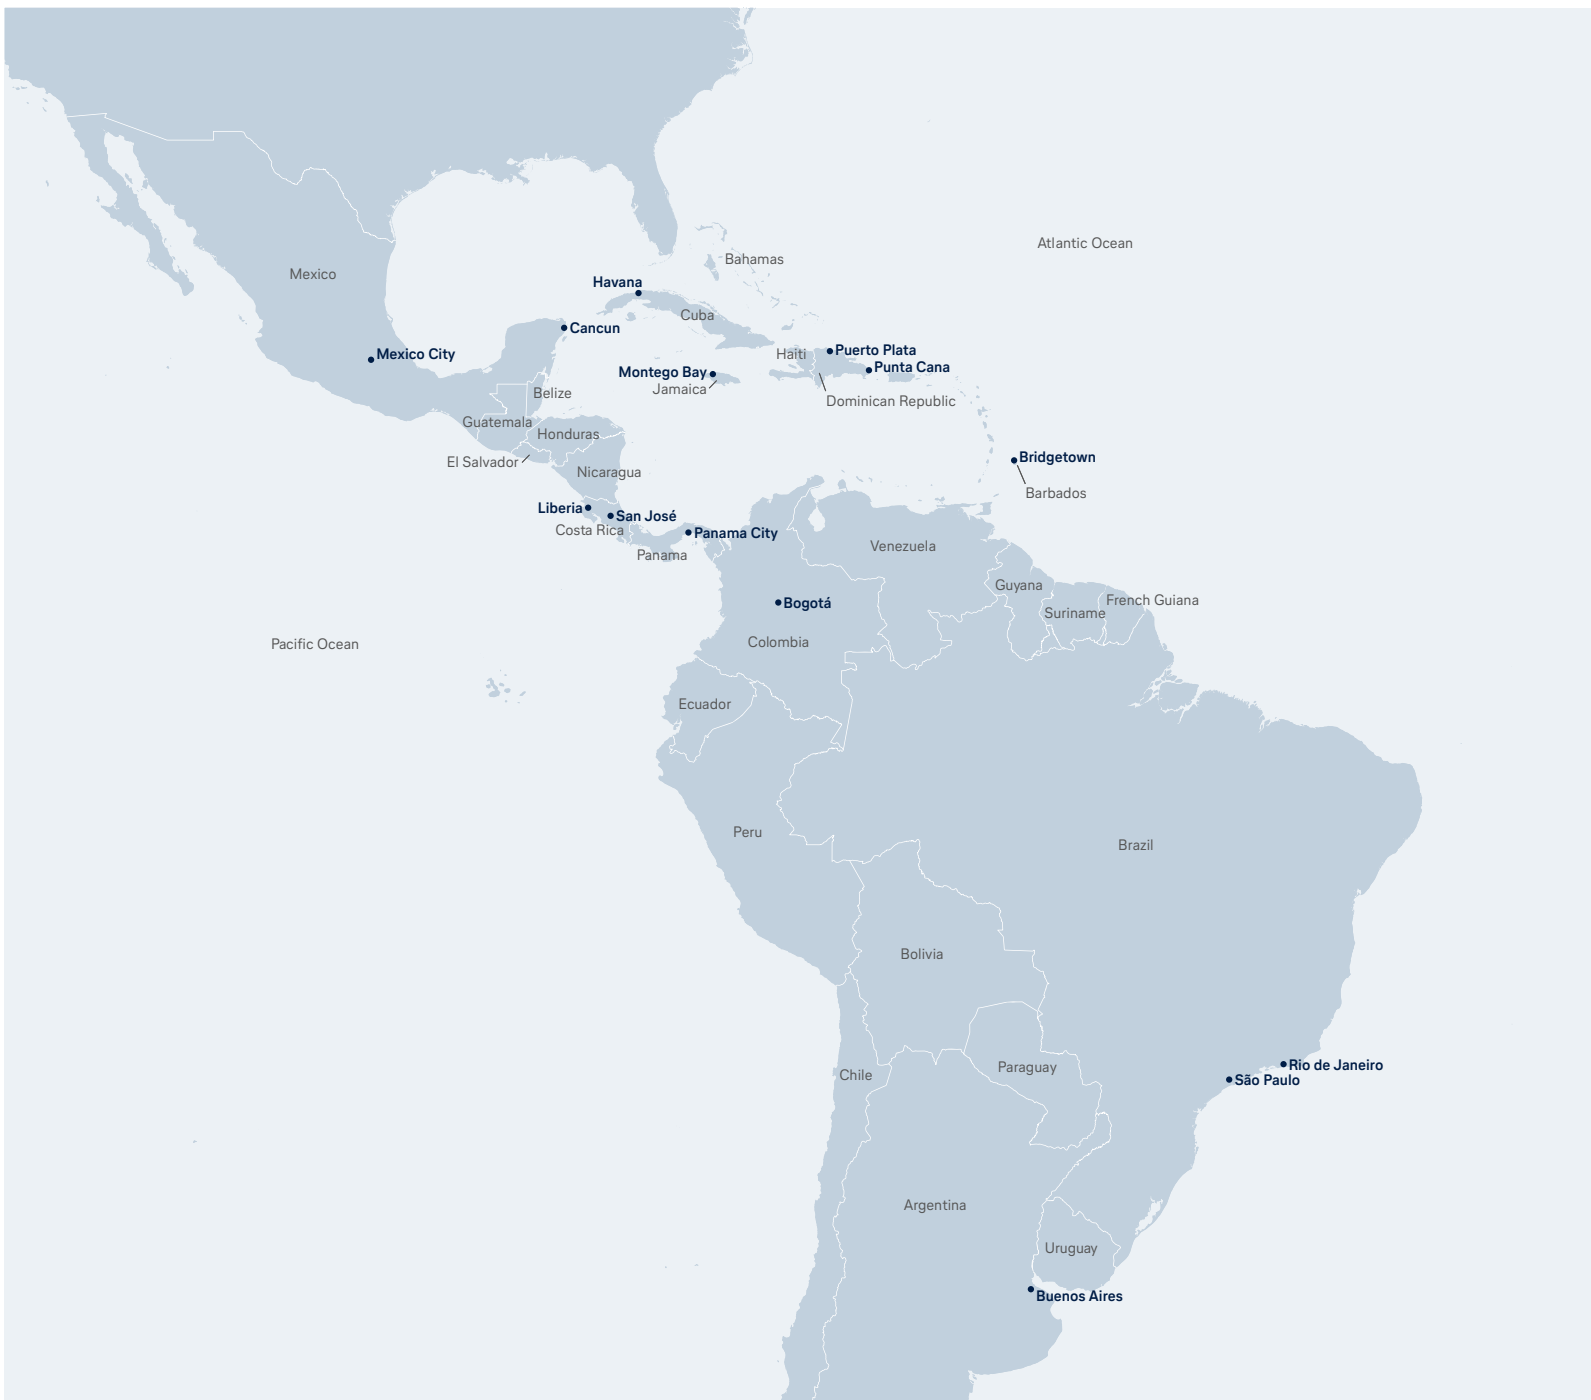 Atlantic Ocean
Bahamas
Mexico
Havana
Cuba
Cancun
Mexico City
Haiti
Puerto Plata
Punta Cana
Montego Bay
Jamaica
Belize
Dominican Republic
Guatemala
Honduras
El Salvador
Bridgetown
Nicaragua
Barbados
Liberia
San José
Costa Rica
Panama City
Panama
Venezuela
Guyana
French Guiana
Bogotá
Suriname
Colombia
Pacific Ocean
Ecuador
Peru
Brazil
Bolivia
Rio de Janeiro
Paraguay
Chile
São Paulo
Argentina
Uruguay
Buenos Aires